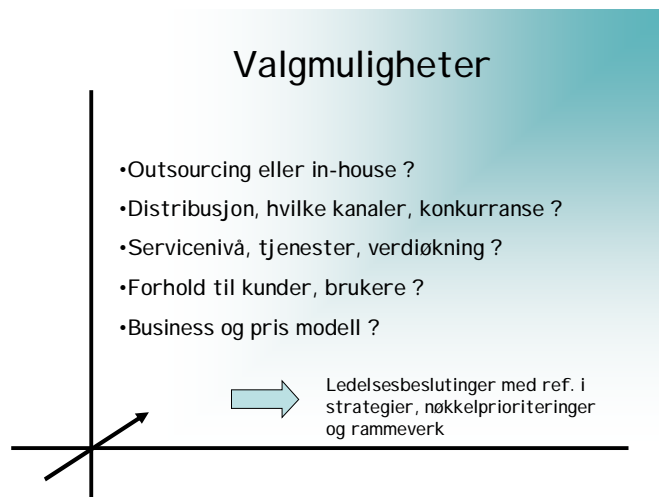 Valgmuligheter
•Outsourcing eller in-house ?
•Distribusjon, hvilke kanaler, konkurranse ?
•Servicenivå, tjenester, verdiøkning ?
•Forhold til kunder, brukere ?
•Business og pris modell ?
Ledelsesbeslutinger med ref. i
strategier, nøkkelprioriteringer
og rammeverk